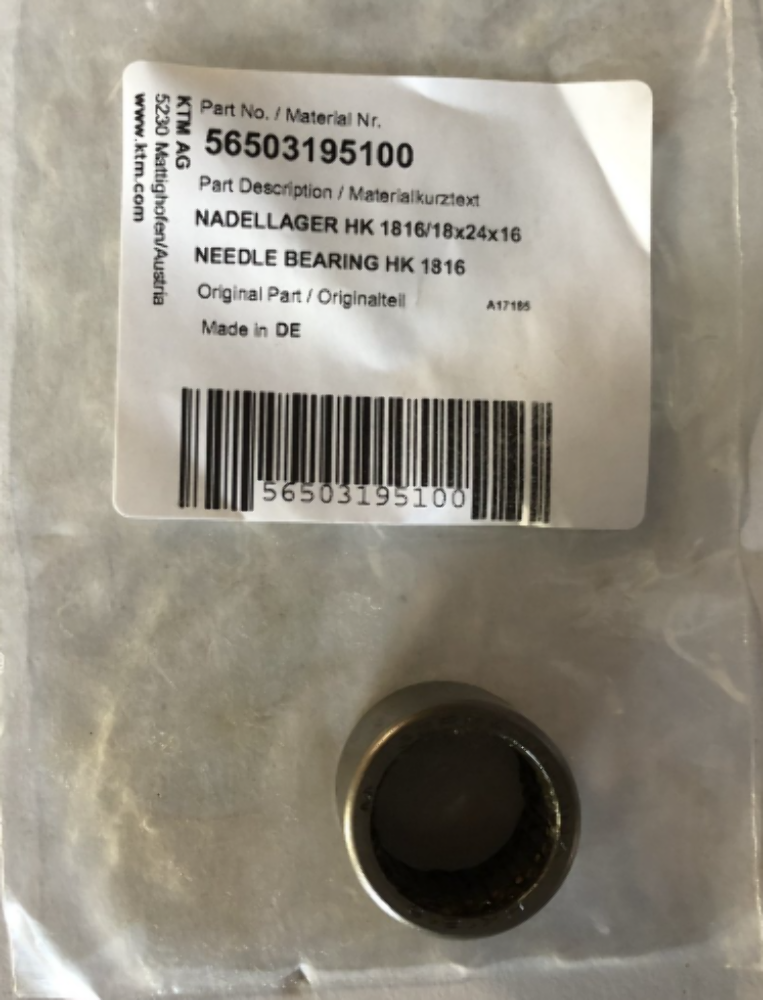 KTM AG
5230 Mattighofen/Austria
www.ktm.com
Part No. / Material Nr.
56503195100
Part Description / Materialkurztext
NADELLAGER HK 1816/18x24x16
NEEDLE BEARING HK 1816
Original Part / Originalteil
A17185
Made in DE
56503195100